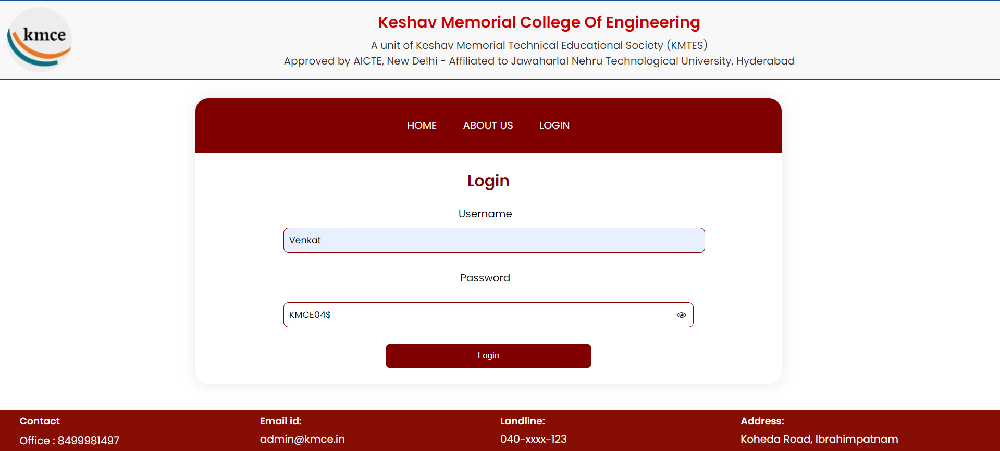 kmce
Keshav Memorial College Of Engineering
A unit of Keshav Memorial Technical Educational Society (KMTES)
Approved by AICTE, New Delhi - Affiliated to Jawaharlal Nehru Technological University, Hyderabad
HOME ABOUT US LOGIN
Login
Username
Venkat
Password
KMCE04$
Login
Contact
Office : 8499981497
Email id:
admin@kmce.in
Landline:
040-xxxx-123
Address:
Koheda Road, Ibrahimpatnam